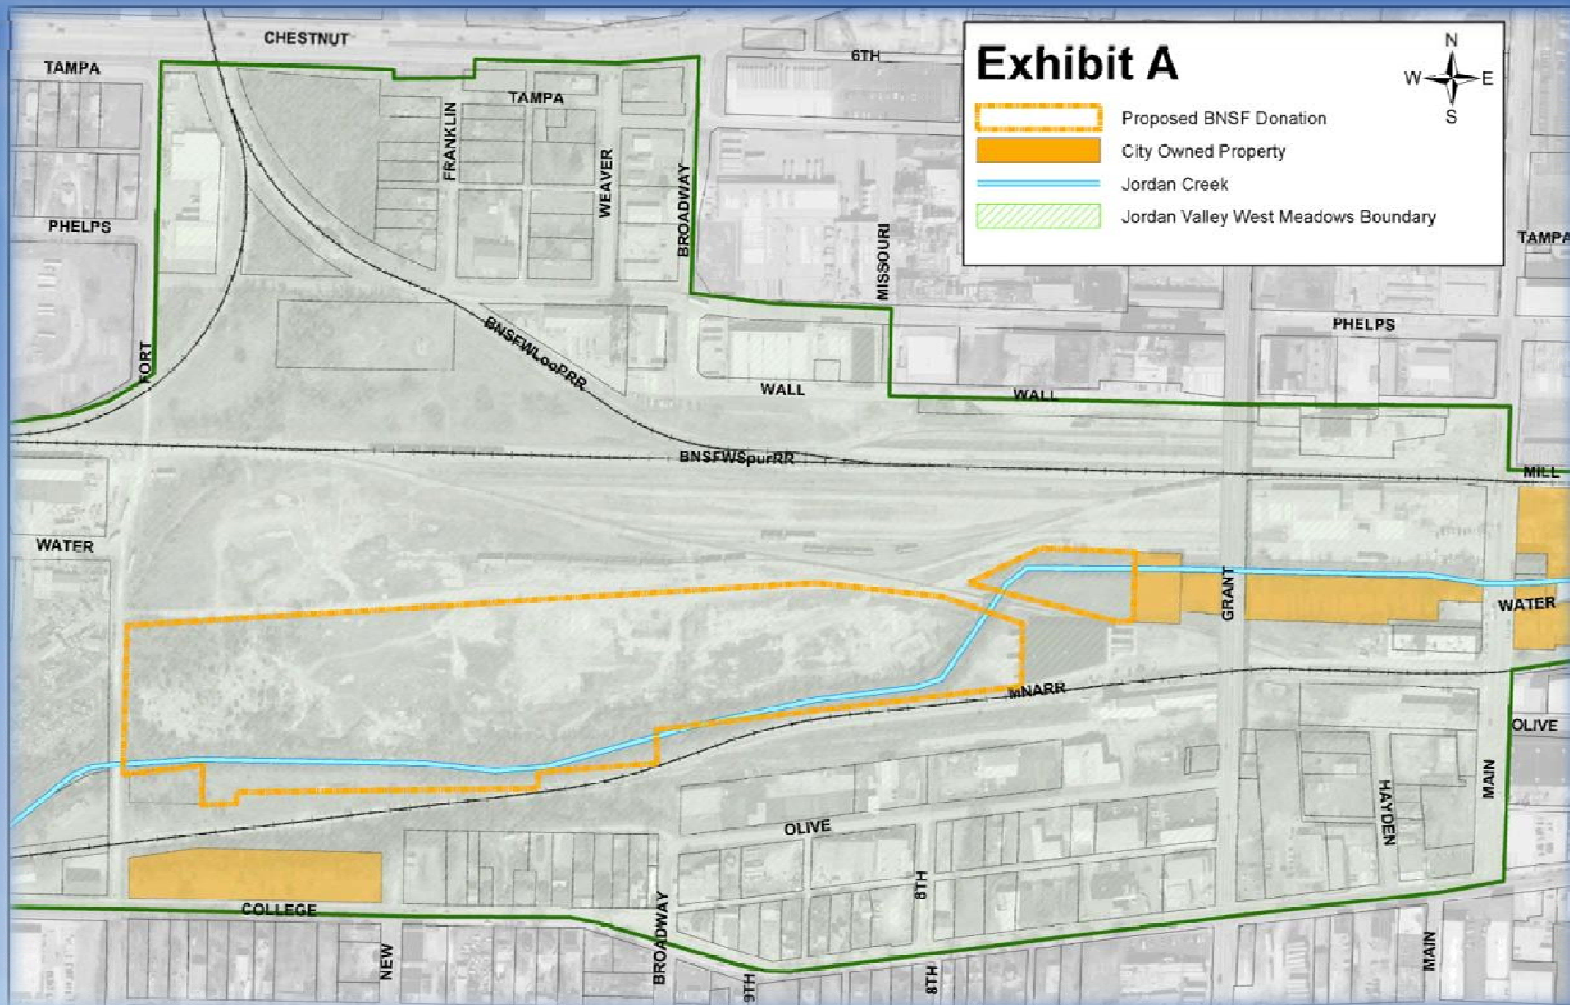 CHESTNUT
6TH
TAMPA
TAMPA
FRANKLIN
WEAVER
BROADWAY
MISSOURI
PHELPS
FORT
Exhibit A
N
W
E
S
Proposed BNSF Donation
City Owned Property
Jordan Creek
Jordan Valley West Meadows Boundary
TAMPA
PHELPS
BNSFWLooPRR
WALL
WALL
BNSFWSpurRR
MILL
WATER
GRANT
WATER
MNARR
OLIVE
MAIN
HAYDEN
OLIVE
8TH
COLLEGE
NEW
BROADWAY
9TH
8TH
MAIN